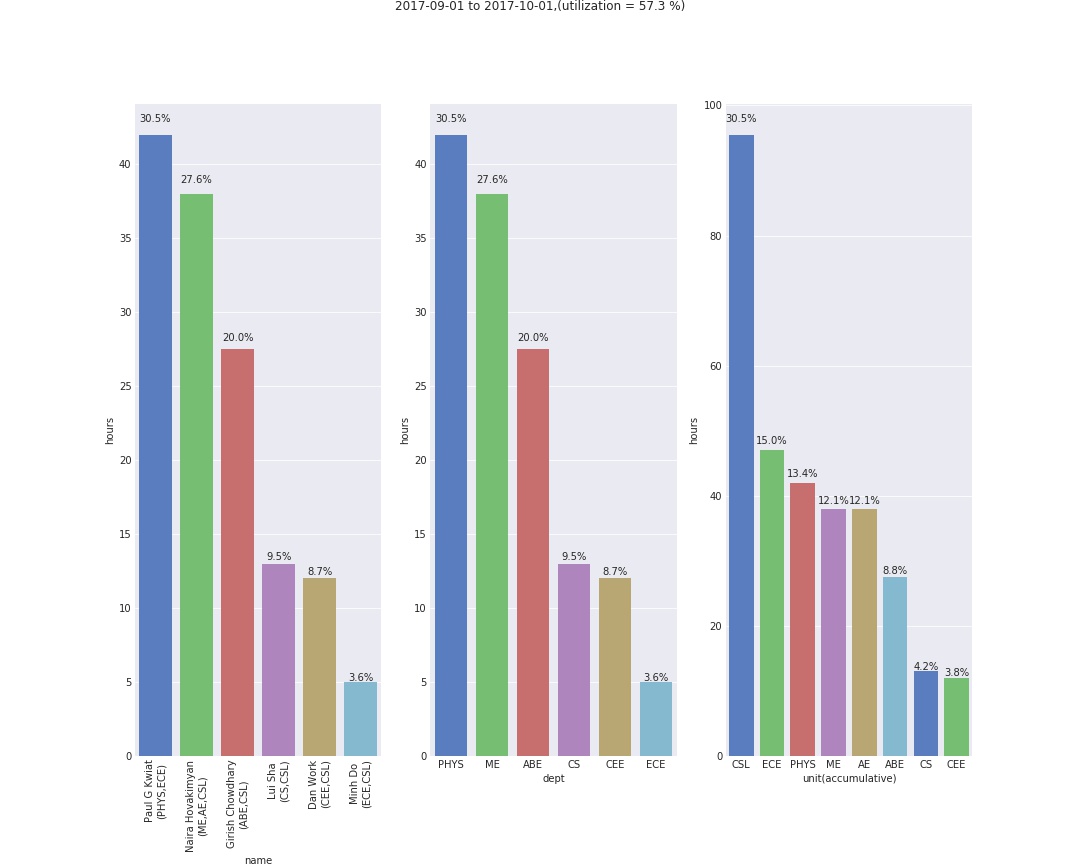 2017-09-01 to 2017-10-01,(utilization = 57.3 %)
30.5%
27.6%
20.0%
9.5%
8.7%
3.6%
40
35
30
25
20
15
10
5
0
hours
Paul G Kwiat
(PHYS,ECE)
Naira Hovakimyan
(ME,AE,CSL)
Girish Chowdhary
(ABE,CSL)
Lui Sha
(CS,CSL)
Dan Work
(CEE,CSL)
Minh Do
(ECE,CSL)
name
30.5%
27.6%
20.0%
9.5%
8.7%
3.6%
40
35
30
25
20
15
10
5
0
hours
PHYS ME ABE CS CEE ECE
dept
30.5%
15.0%
13.4%
12.1%
12.1%
8.8%
4.2%
3.8%
100
80
60
40
20
0
hours
CSL ECE PHYS ME AE ABE CS CEE
unit(accumulative)